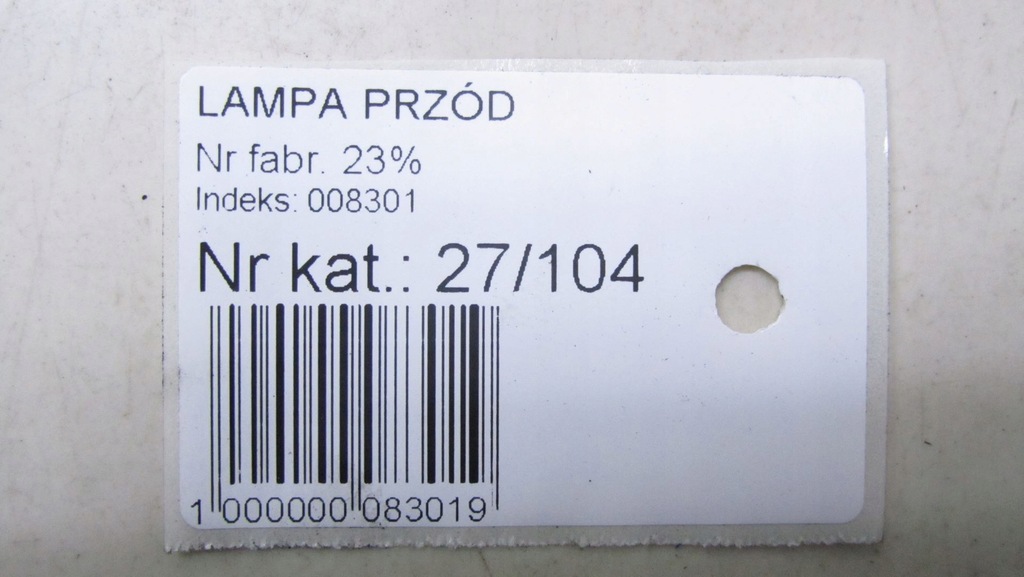 LAMPA PRZÓD
Nr fabr. 23%
Indeks: 008301
Nr kat.: 27/104
1 000000 083019